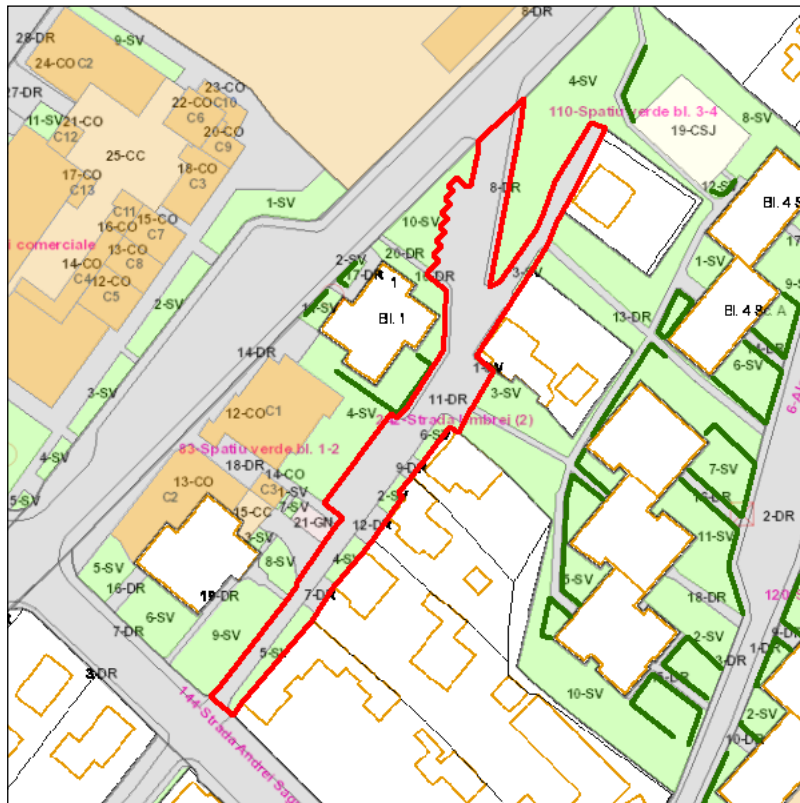 8-DR
28-DR
9-SV
24-CO C2
4-SV
23-CO
C10
27-DR
22-CO
C6
110-Spatiu verde bl. 3-4
8-SV
11-SV
21-CO
C12
20-CO
C9
19-CSJ
25-CC
18-CO
C3
17-CO
C13
8-DR
1-SV
C11
15-CO
C7
16-CO
10-SV
13-CO
C8
20-DR
2-SV
1-SV
14-CO
C4
12-CO
C5
17-DR
3-SV
2-SV
1
Bl. 1
13-DR
14-DR
6-SV
3-SV
11-DR
3-SV
12-CO
C1
4-SV
Strada
(2)
6-SV
83-Spatiu verde bl. 1-2
7-SV
4-SV
18-DR
9-DR
13-CO
C2
14-CO
C3
1-SV
7-SV
2-SV
5-SV
15-CC
21-GN
2-DR
12-DR
11-SV
3-SV
5-SV
8-SV
4-SV
5-SV
16-DR
7-DR
18-DR
6-SV
9-SV
2-SV
7-DR
5-SV
3-DR
1-DR
10-SV
144-Strada Andrei
2-SV
10-DR